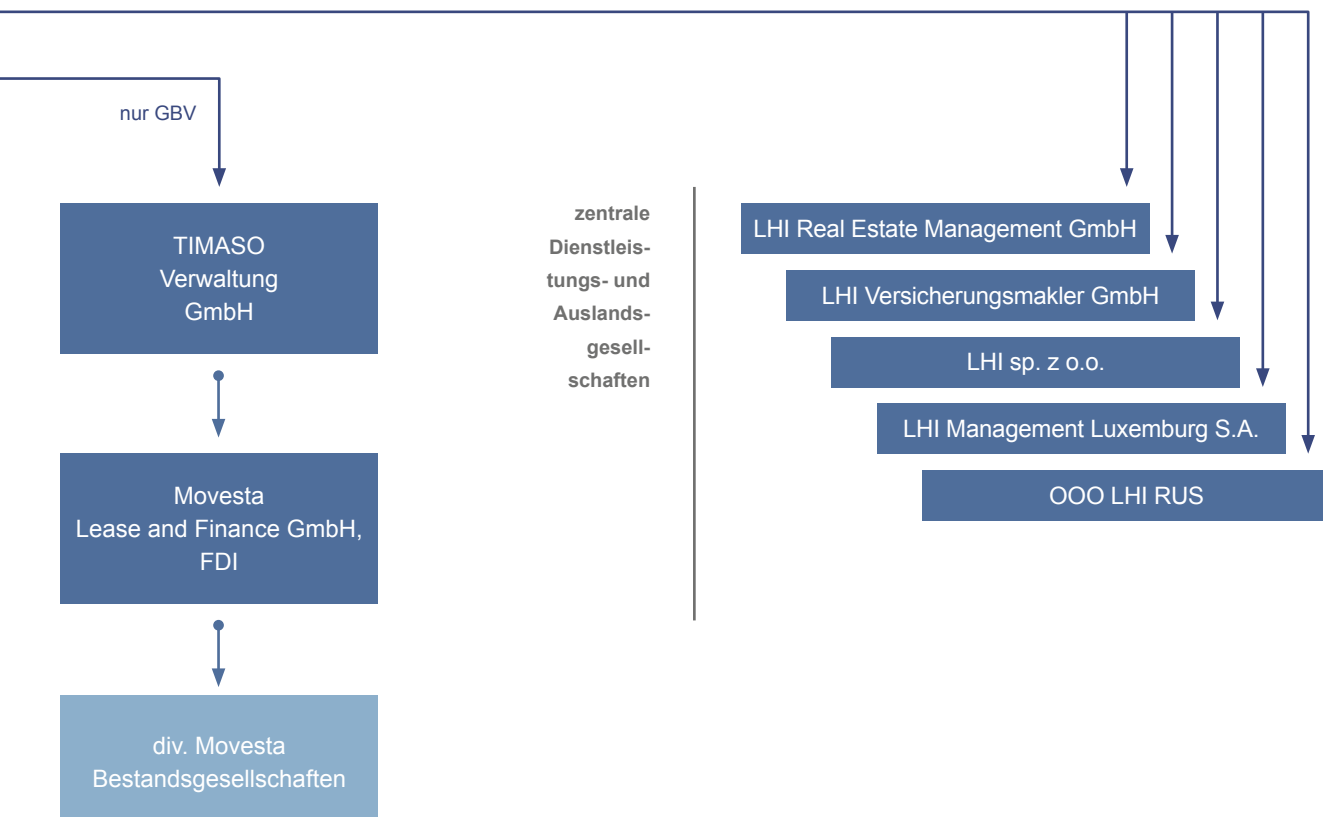 nur GBV
TIMASO
Verwaltung
GmbH
Movesta
Lease and Finance GmbH,
FDI
div. Movesta
Bestandsgesellschaften
zentrale
Dienstleis-
tungs- und
Auslands-
gesell-
schaften
LHI Real Estate Management GmbH
LHI Versicherungsmakler GmbH
LHI sp. z o.o.
LHI Management Luxemburg S.A.
OOO LHI RUS